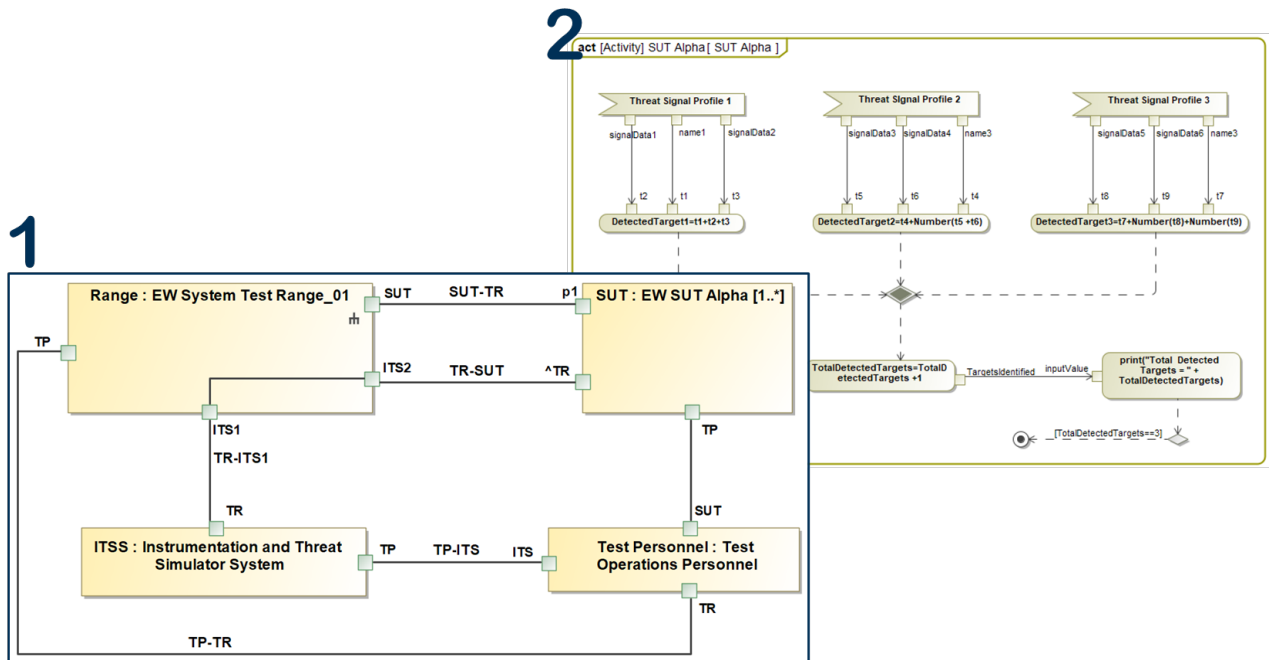 2
act [Activity] SUT Alpha [ SUT Alpha ]
Threat Signal Profile 1
Threat SIgnal Profile 2
Threat Signal Profile 3
signalData1
name1
signalData2
signalData3
signalData4
name3
signalData5
signalData6
name3
t2
t1
t3
t5
t6
t4
t8
t9
t7
DetectedTarget1=t1+t2+t3
DetectedTarget2=t4+Number(t5 +t6)
DetectedTarget3=t7+Number(t8)+Number(t9)
TotalDetectedTargets=TotalD
etectedTargets +1
TargetsIdentified
inputValue
print("Total Detected
Targets = " +
TotalDetectedTargets)
[TotalDetectedTargets==3]
1
Range : EW System Test Range_01
SUT
SUT-TR
p1
SUT : EW SUT Alpha [1..*]
TP
ITS2
TR-SUT
^TR
ITS1
TR-ITS1
TP
TR
SUT
ITSS : Instrumentation and Threat
Simulator System
TP
TP-ITS
ITS
Test Personnel : Test
Operations Personnel
TR
TP-TR